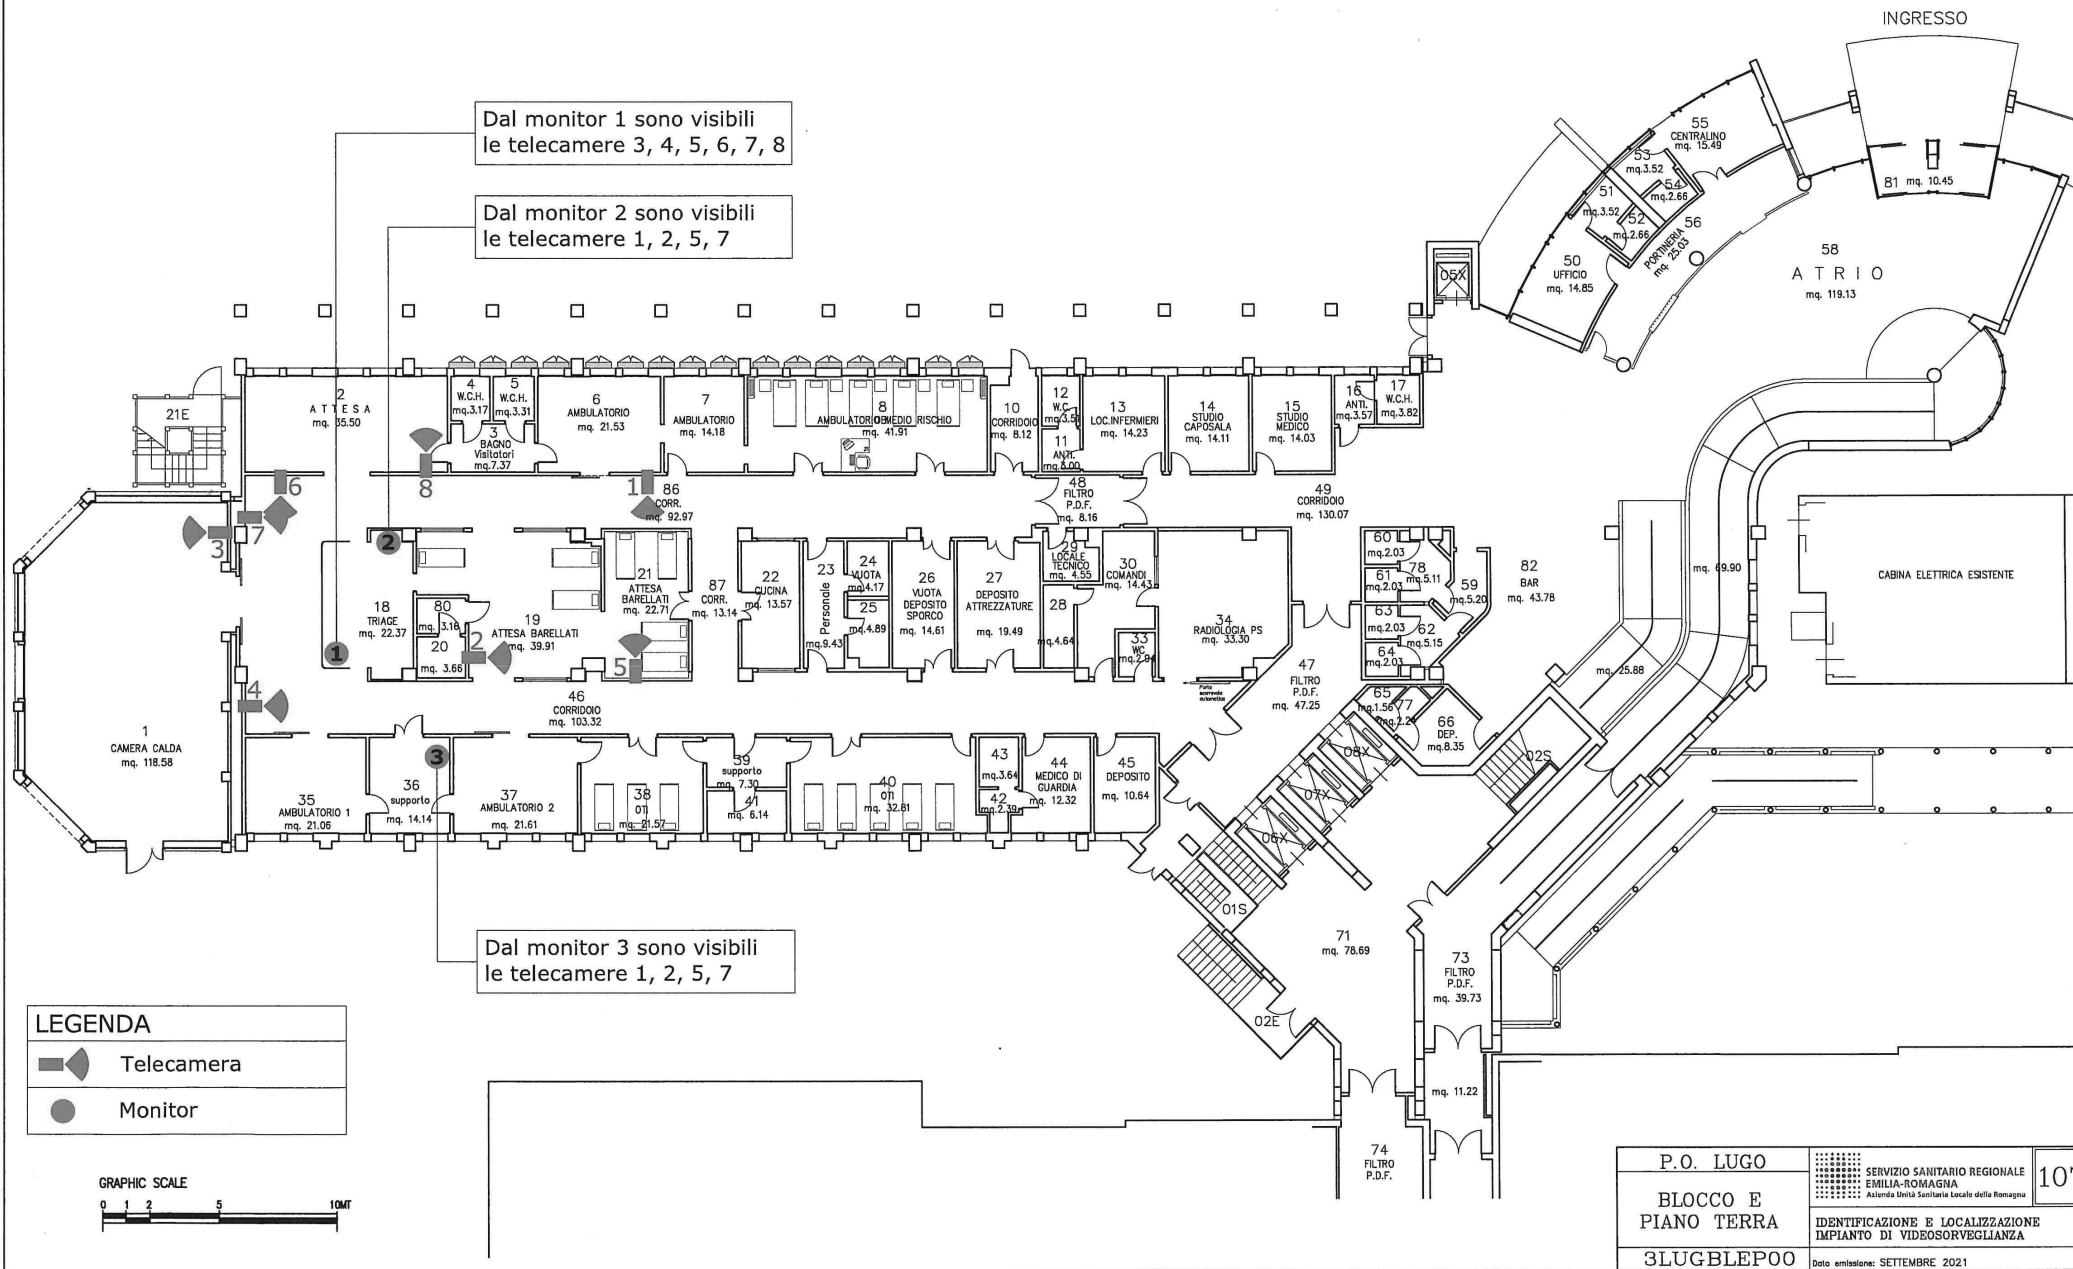 INGRESSO
Dal monitor 1 sono visibili
le telecamere 3, 4, 5, 6, 7, 8
Dal monitor 2 sono visibili
le telecamere 1, 2, 5, 7
55
CENTRALINO
mq. 15.49
53
mq.3.52
54
mq.2.66
51
mq.3.52
52
mq.2.66
56
PORTINERIA
mq. 25.03
50
UFFICIO
mq. 14.85
81 mq. 10.45
58
ATRIO
mq. 119.13
05X
21E
2
ATTESA
mq. 35.50
4
W.C.H.
mq.3.17
5
W.C.H.
mq.3.31
3
BAGNO
Visitatori
mq.7.37
6
AMBULATORIO
mq. 21.53
7
AMBULATORIO
mq. 14.18
8
mq. 41.91
10
CORRIDOIO
mq. 8.12
12
W.C.
11
ANTI.
mq.3.00
13
LOC.INFERMIERI
mq. 14.23
14
STUDIO
CAPOSALA
mq. 14.11
15
STUDIO
MEDICO
mq. 14.03
16
ANTI.
mq.3.57
17
W.C.H.
mq.3.82
6
8
1
7
3
86
CORR.
mq. 92.97
48
FILTRO
P.D.F.
mq. 8.16
49
CORRIDOIO
mq. 130.07
2
18
TRIAGE
mq. 22.37
80
mq. 3.16
20
mq. 3.66
19
ATTESA BARELLATI
mq. 39.91
21
ATTESA
BARELLATI
mq. 22.71
87
CORR.
mq. 13.14
22
CUCINA
mq. 13.57
23
Personale
mq.9.43
24
VUOTA
mq.4.17
25
mq.4.89
26
VUOTA
DEPOSITO
SPORCO
mq. 14.61
27
DEPOSITO
ATTREZZATURE
mq. 19.49
29
LOCALE
TECNICO
mq. 4.55
28
mq.4.64
30
COMANDI
mq. 14.43
33
WC
34
RADIOLOGIA PS
mq. 33.30
60
mq.2.03
61
mq.2.03
78
mq.5.11
59
mq.5.20
63
mq.2.03
62
mq.5.15
64
mq.2.03
82
BAR
mq. 43.78
mq. 69.90
mq. 25.88
CABINA ELETTRICA ESISTENTE
1
2
5
4
Porta
scorrevole
automatica
47
FILTRO
P.D.F.
mq. 47.25
65
mq.1.56
77
66
DEP.
mq.8.35
46
CORRIDOIO
mq. 103.32
1
CAMERA CALDA
mq. 118.58
3
35
AMBULATORIO 1
mq. 21.06
36
supporto
mq. 14.14
37
AMBULATORIO 2
mq. 21.61
38
OTI
mq. 21.57
39
supporto
mq. 7.30
41
mq. 6.14
40
OTI
mq. 32.81
43
mq.3.64
42
mq.2.39
44
MEDICO DI
GUARDIA
mq. 12.32
45
DEPOSITO
mq. 10.64
08X
07X
06X
02S
01S
02E
71
mq. 78.69
73
FILTRO
P.D.F.
mq. 39.73
mq. 11.22
74
FILTRO
P.D.F.
Dal monitor 3 sono visibili
le telecamere 1, 2, 5, 7
LEGENDA
Telecamera
Monitor
GRAPHIC SCALE
0 1 2 5 10MT
P.O. LUGO
BLOCCO E
PIANO TERRA
3LUGBLEP00
SERVIZIO SANITARIO REGIONALE
EMILIA-ROMAGNA
Azienda Unità Sanitaria Locale della Romagna
IDENTIFICAZIONE E LOCALIZZAZIONE
IMPIANTO DI VIDEOSORVEGLIANZA
Data emissione: SETTEMBRE 2021